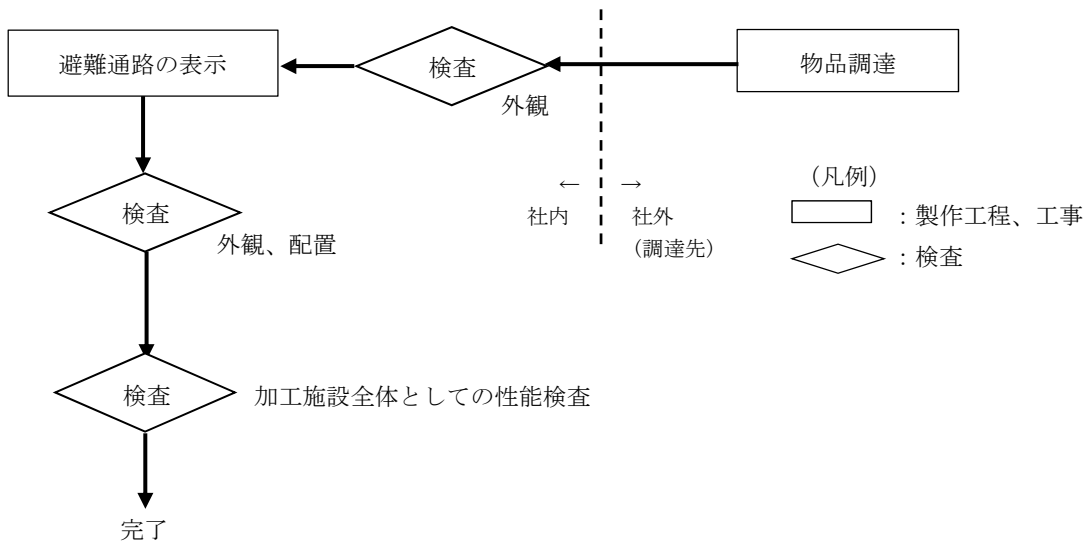 避難通路の表示
検査
外観
物品調達
検査
外観、配置
← →
社内 社外
(調達先)
(凡例)
:製作工程、工事
:検査
検査
加工施設全体としての性能検査
完了